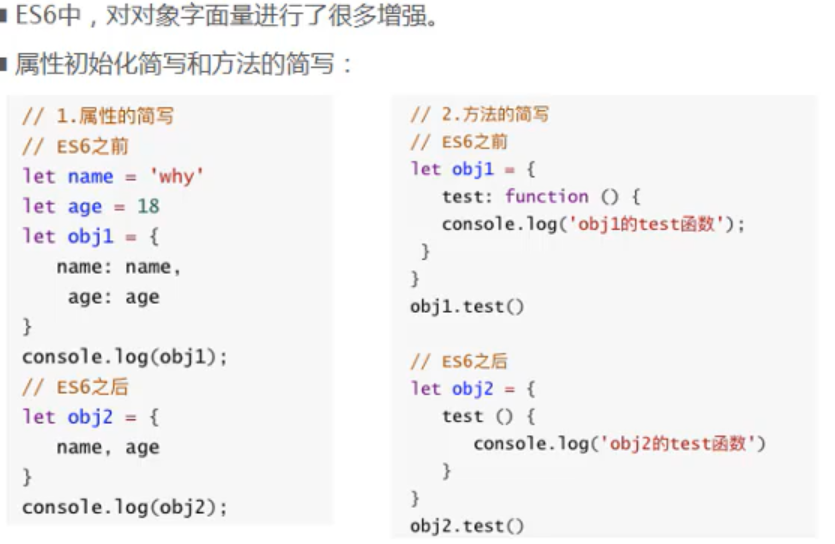 ES6中，对对象字面量进行了很多增强。
属性初始化简写和方法的简写：
// 1.属性的简写
// ES6之前
let name = 'why'
let age = 18
let obj1 = {
name: name,
age: age
}
console.log(obj1);
// ES6之后
let obj2 = {
name, age
}
console.log(obj2);
// 2.方法的简写
// ES6之前
let obj1 = {
test: function () {
console.log('obj1的test函数');
}
}
obj1.test()
// ES6之后
let obj2 = {
test () {
console.log('obj2的test函数')
}
}
obj2.test()